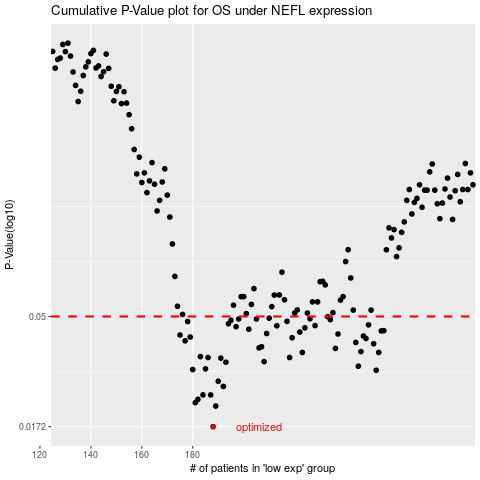 Cumulative P-Value plot for OS under NEFL expression
P-Value(log10)
0.05
0.0172
optimized
120 140 160 180
# of patients in 'low exp' group